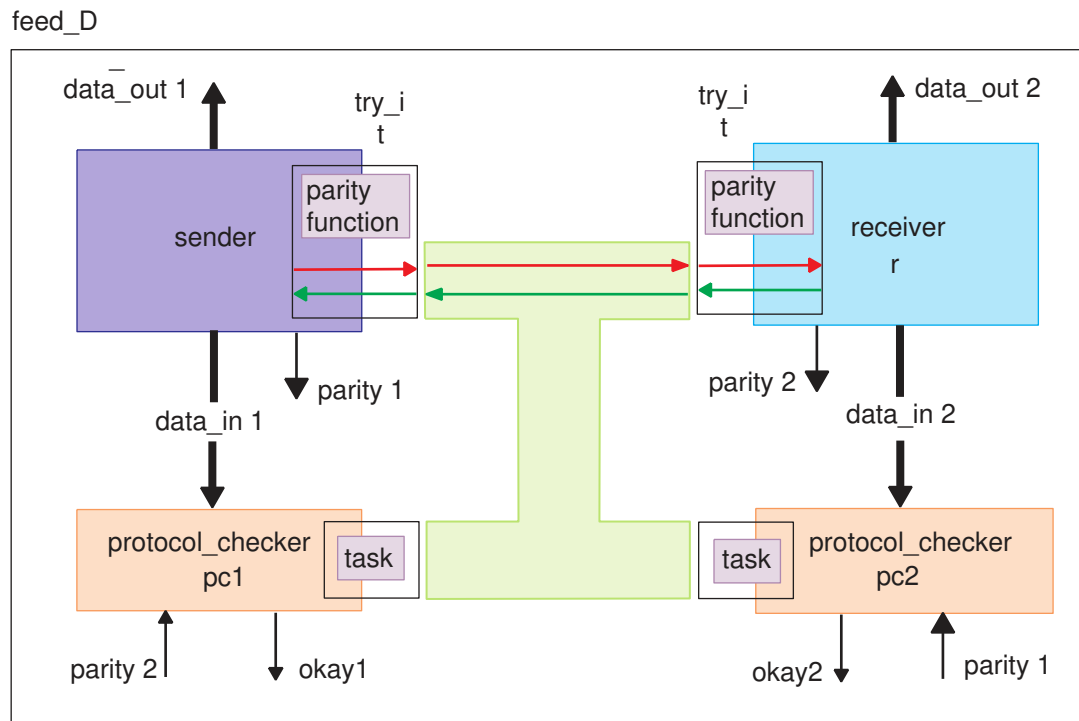 feed_D
_
data_out 1
try_i
t
try_i
t
data_out 2
parity
function
sender
parity
function
receiver
r
parity 1
parity 2
data_in 1
data_in 2
protocol_checker
pc1
task
task
protocol_checker
pc2
parity 2
okay1
okay2
parity 1